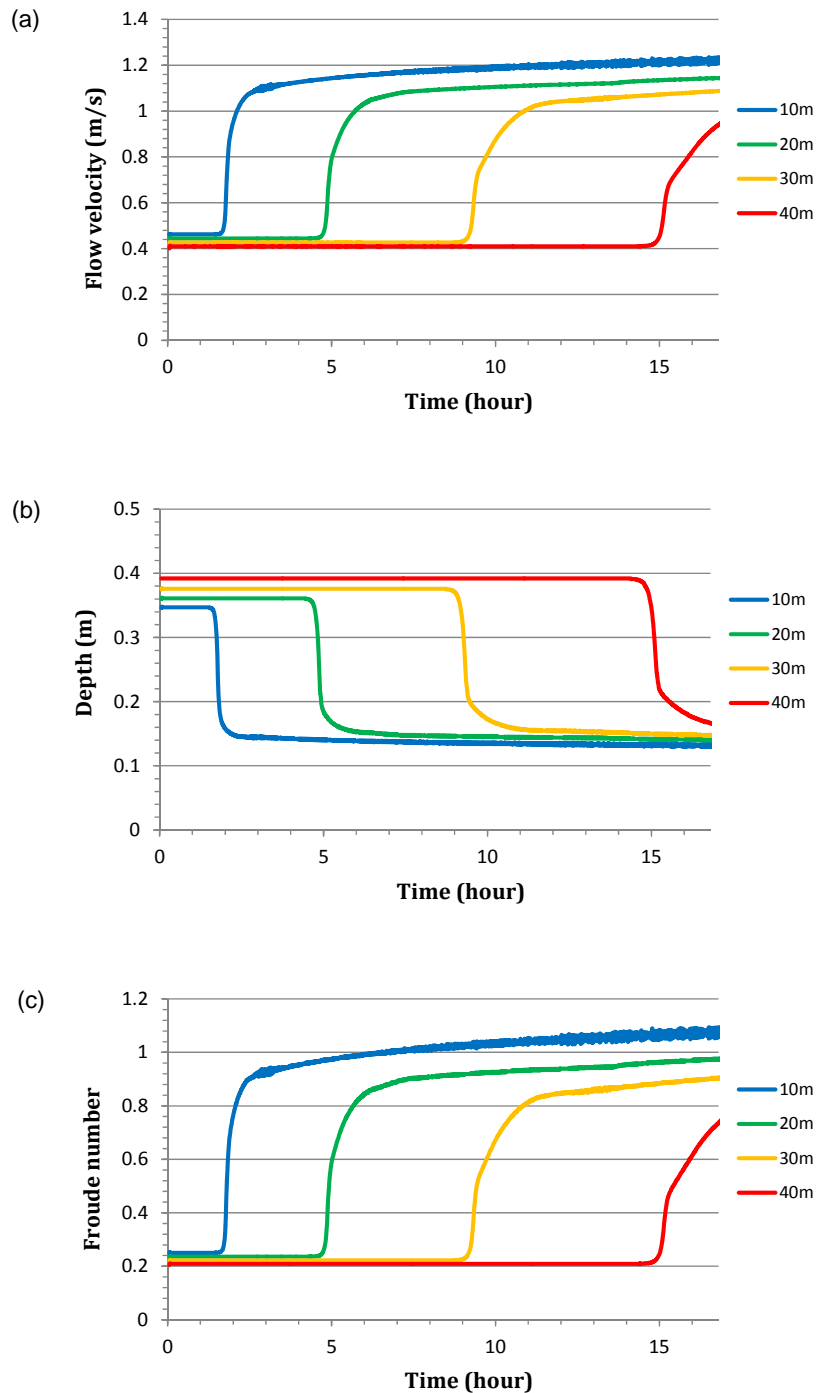 (a)
1.4
1.2
1
0.8
0.6
0.4
0.2
0
Flow velocity (m/s)
0 5 10 15
Time (hour)
10m
20m
30m
40m
(b)
0.5
0.4
0.3
0.2
0.1
0
Depth (m)
0 5 10 15
Time (hour)
10m
20m
30m
40m
(c)
1.2
1
0.8
0.6
0.4
0.2
0
Froude number
0 5 10 15
Time (hour)
10m
20m
30m
40m